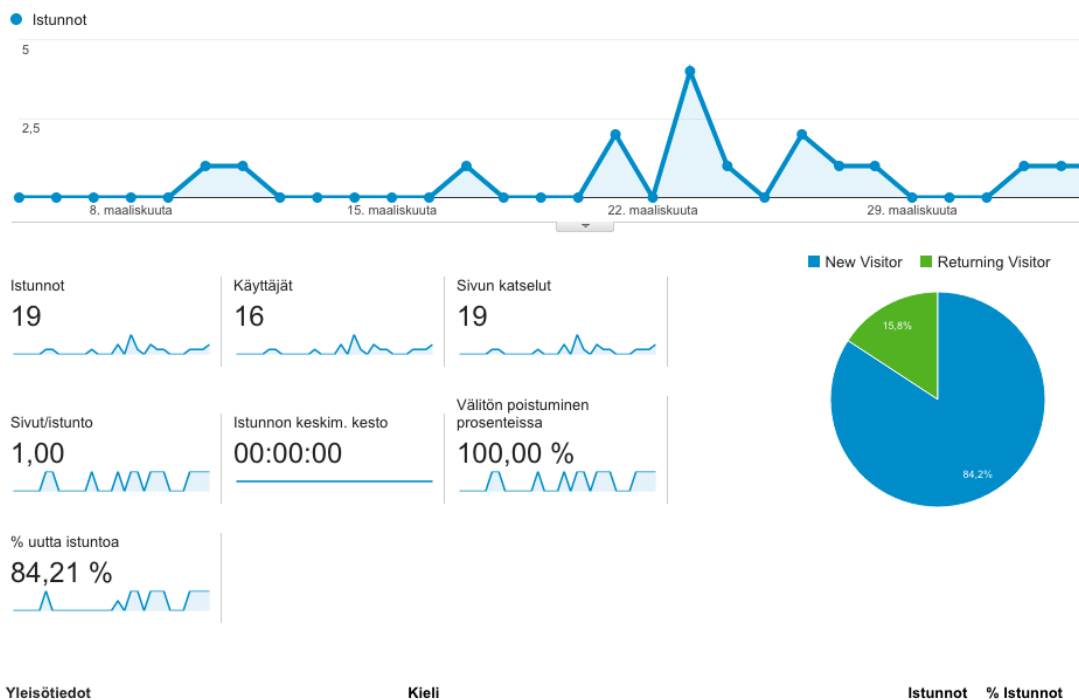 Istunnot
5
2,5
8. maaliskuuta 15. maaliskuuta 22. maaliskuuta 29. maaliskuuta
New Visitor Returning Visitor
Istunnot Käyttäjät Sivun katselut
19 16 19
15,8%
84,2%
Sivut/istunto Istunnon keskim. kesto Välitön poistuminen
prosenteissa
1,00 00:00:00 100,00 %
% uutta istuntoa
84,21 %
Yleisötiedot Kieli Istunnot % Istunnot